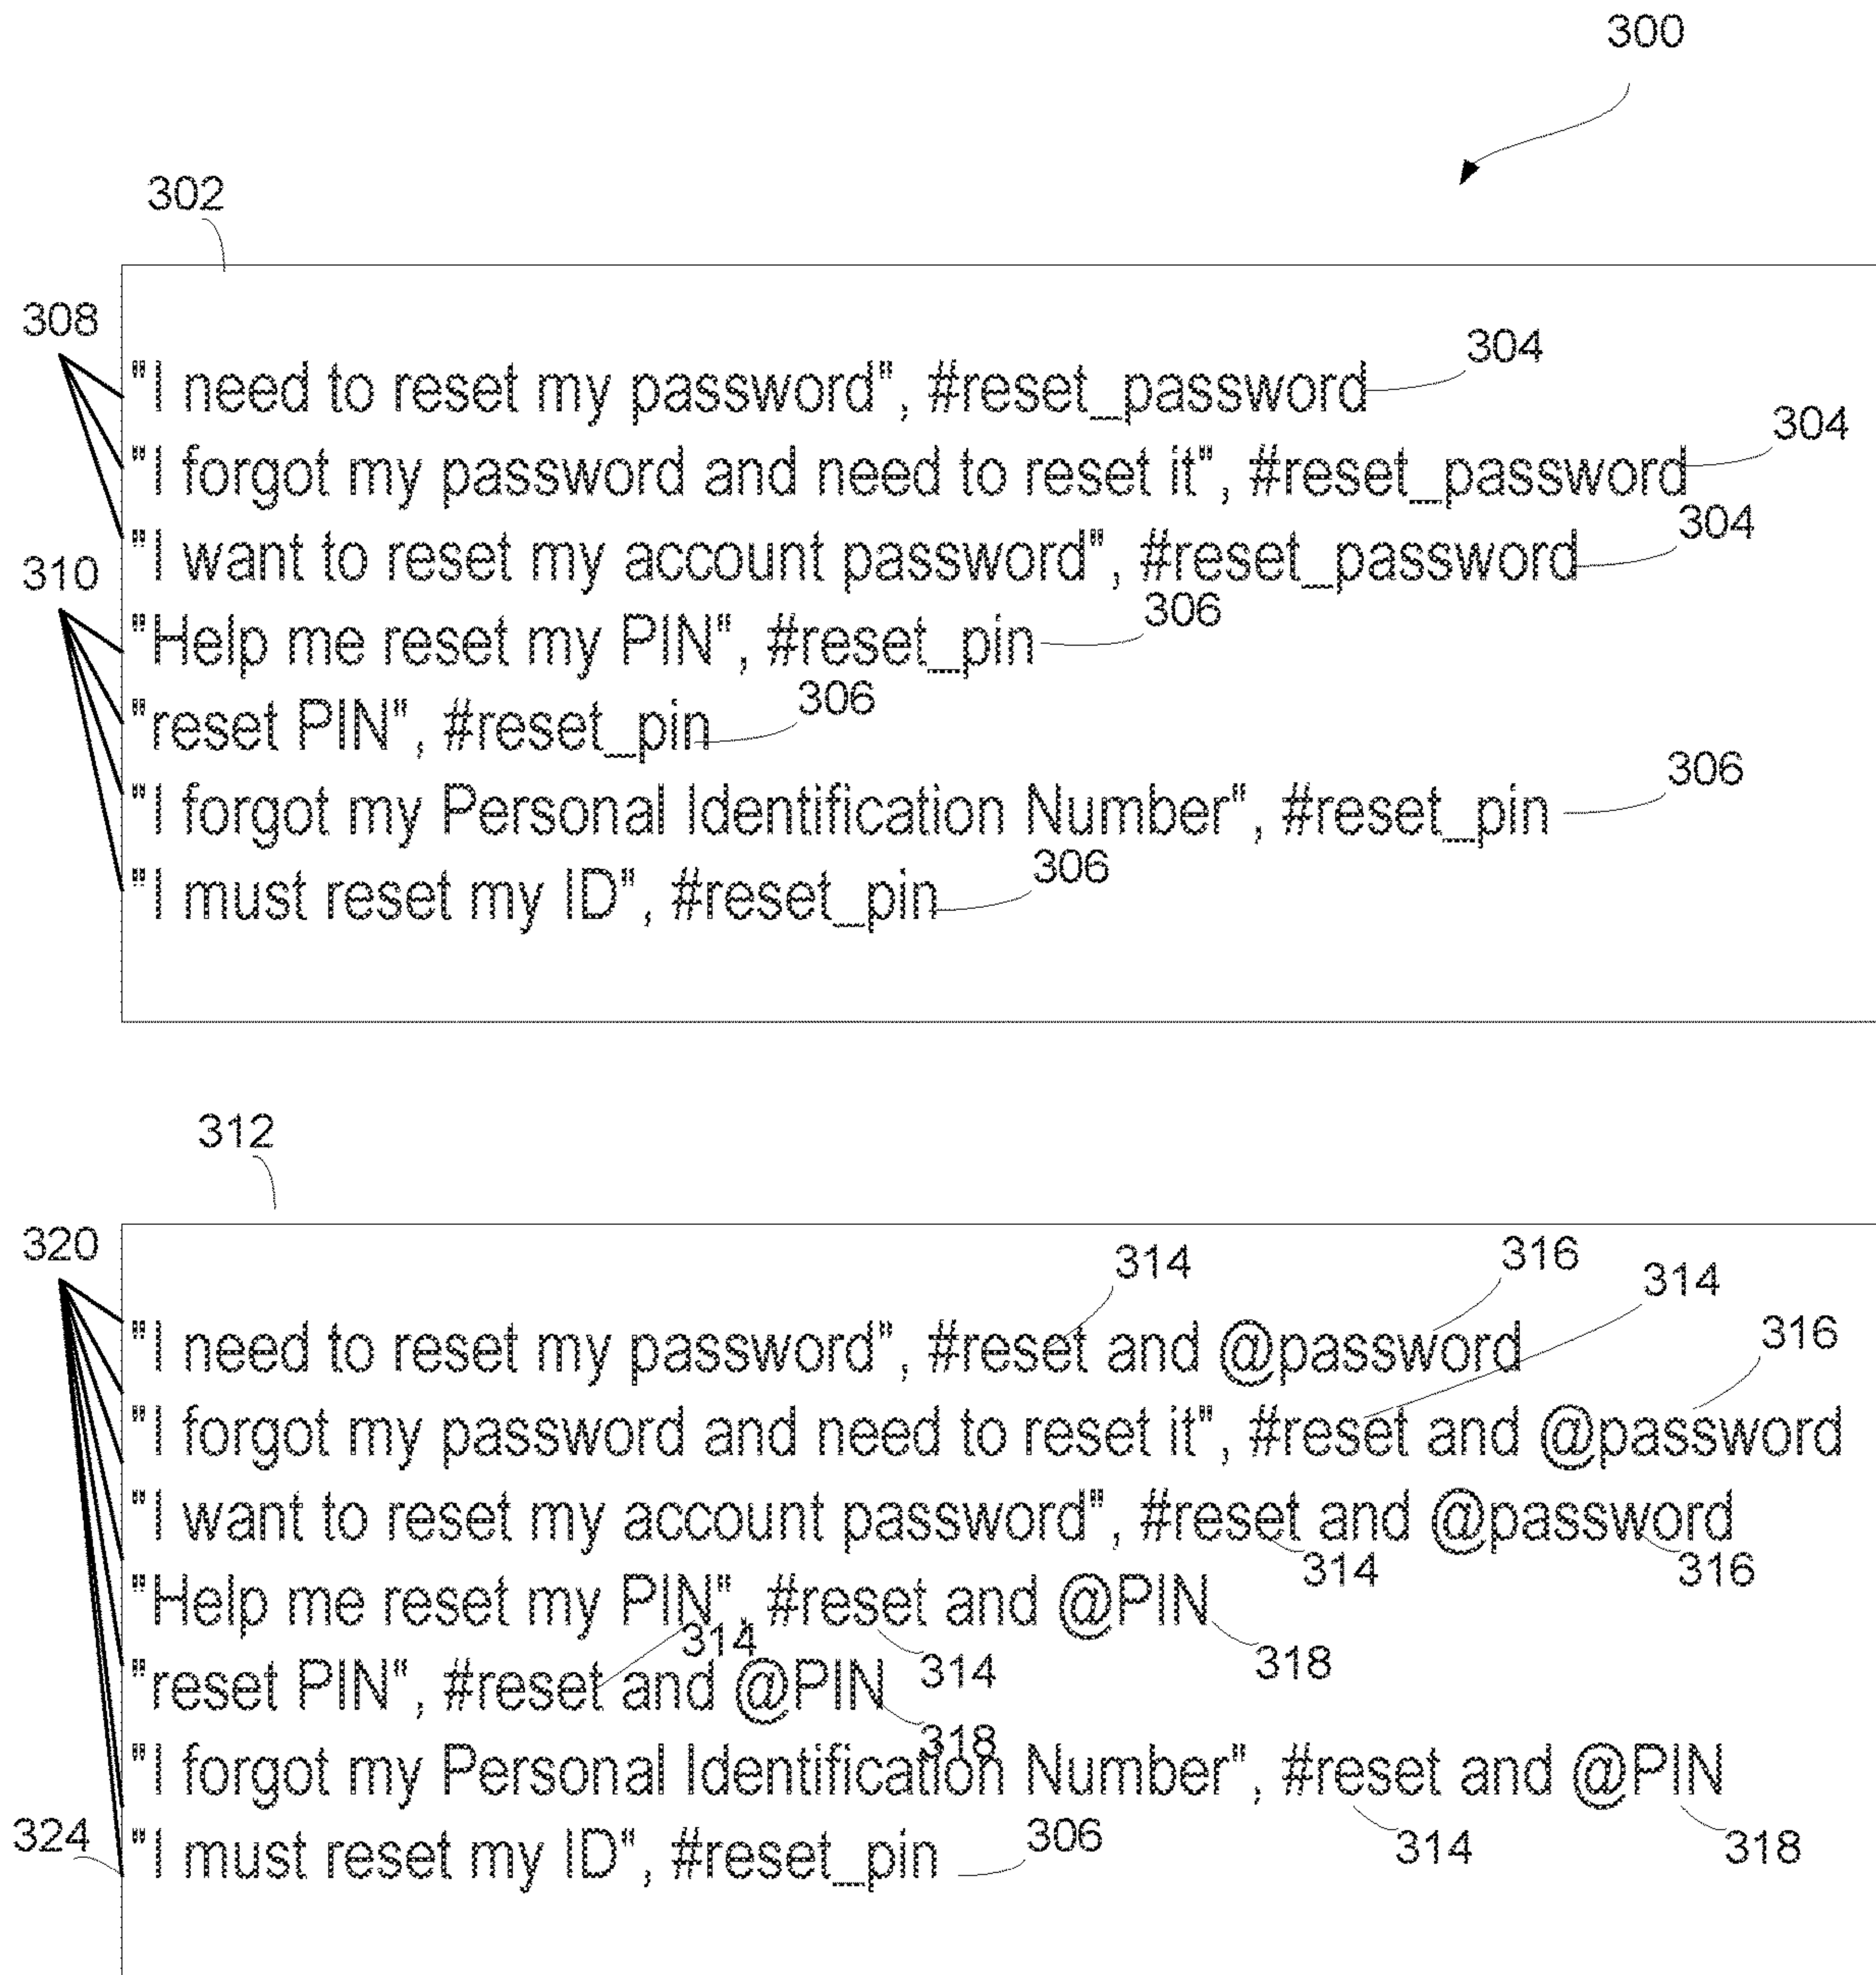 300
302
308
"I need to reset my password", #reset_password 304
"I forgot my password and need to reset it", #reset_password 304
"I want to reset my account password", #reset_password 304
310
"Help me reset my PIN", #reset_pin 306
"reset PIN", #reset_pin 306
"I forgot my Personal Identification Number", #reset_pin 306
"I must reset my ID", #reset_pin 306
312
320
314 316 314
"I need to reset my password", #reset and @password 316
"I forgot my password and need to reset it", #reset and @password
"I want to reset my account password", #reset and @password
314 316
"Help me reset my PIN", #reset and @PIN
314 314 318
"reset PIN", #reset and @PIN
318
"I forgot my Personal Identification Number", #reset and @PIN
314 318
324 "I must reset my ID", #reset_pin 306